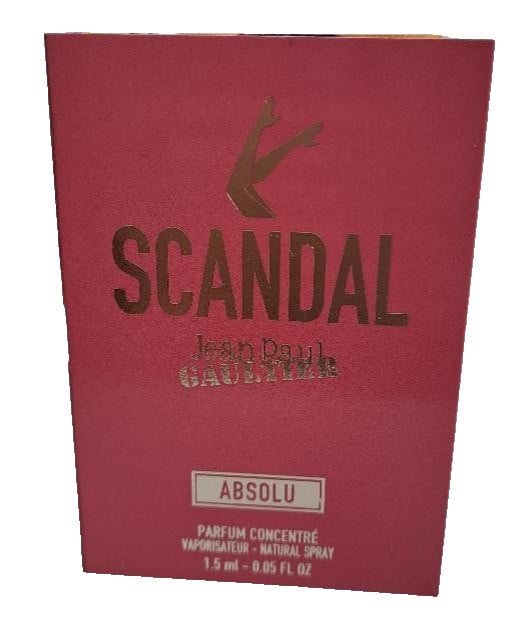 SCANDAL
Jean Paul
GAULTIER
ABSOLU
PARFUM CONCENTRÉ
VAPORISATEUR - NATURAL SPRAY
1.5 ml - 0.05 FL OZ